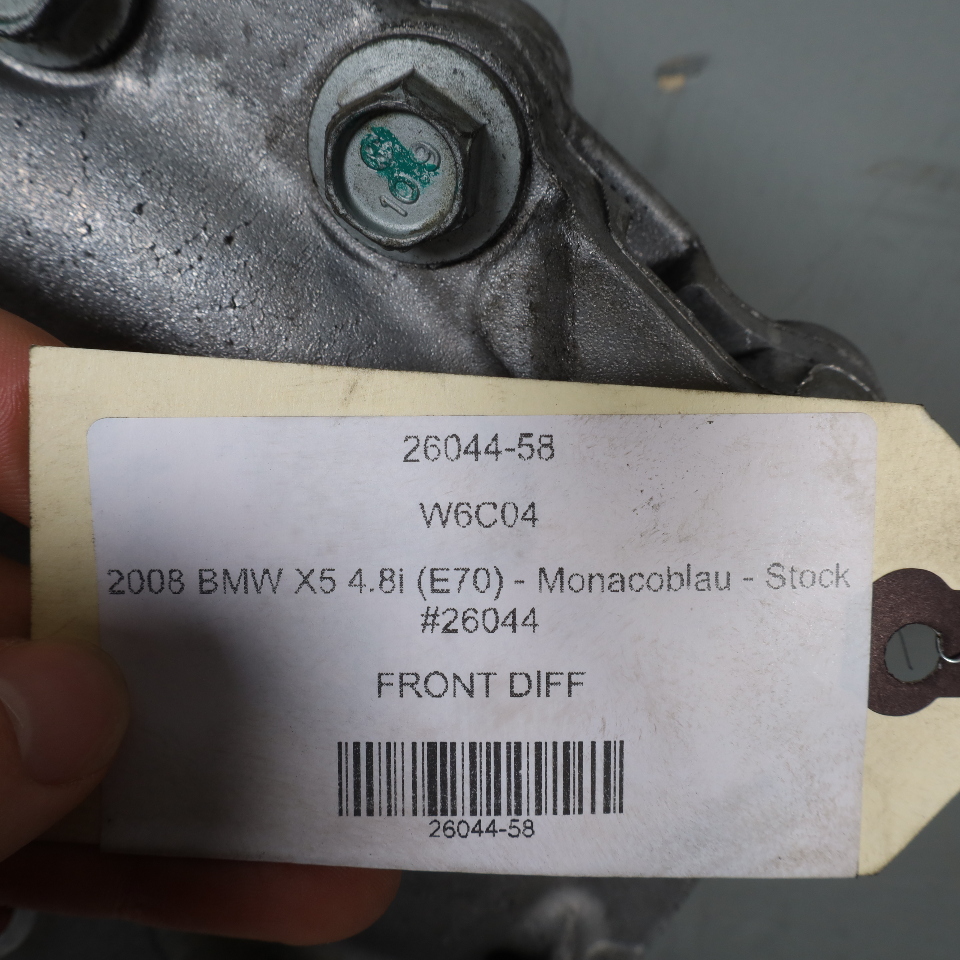 26044-58
W6C04
2008 BMW X5 4.8i (E70) - Monacoblau - Stock
#26044
FRONT DIFF
26044-58